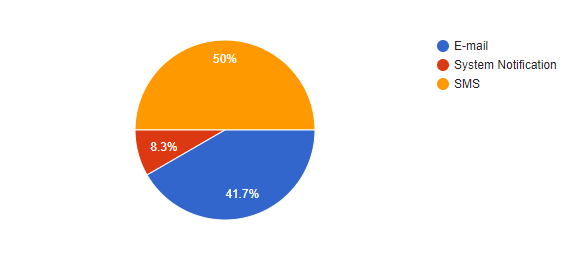 50%
8.3%
41.7%
E-mail
System Notification
SMS